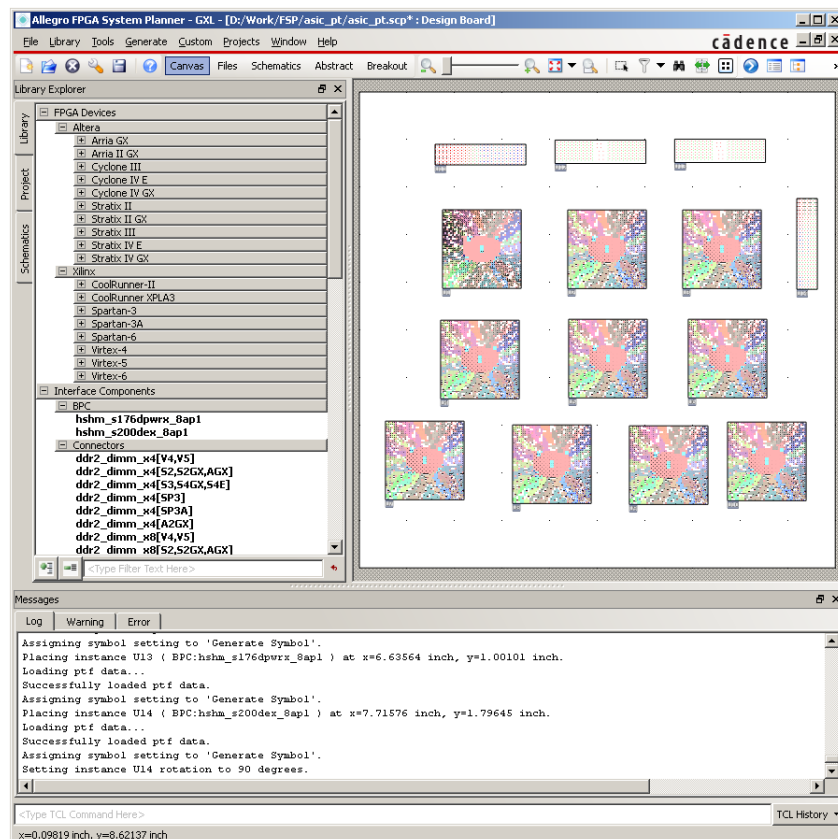 Allegro FPGA System Planner - GXL - [D:/Work/FSP/asic_pt/asic_pt.scp* : Design Board]
File Library Tools Generate Custom Projects Window Help
cādence
Canvas Files Schematics Abstract Breakout
Library Explorer
Library
Project
Schematics
FPGA Devices
Altera
Arria GX
Arria II GX
Cyclone III
Cyclone IV E
Cyclone IV GX
Stratix II
Stratix II GX
Stratix III
Stratix IV E
Stratix IV GX
Xilinx
CoolRunner-II
CoolRunner XPLA3
Spartan-3
Spartan-3A
Spartan-6
Virtex-4
Virtex-5
Virtex-6
Interface Components
BPC
hshm_s176dpwrx_8ap1
hshm_s200dex_8ap1
Connectors
ddr2_dimm_x4[V4,V5]
ddr2_dimm_x4[S2,S2GX,AGX]
ddr2_dimm_x4[S3,S4GX,S4E]
ddr2_dimm_x4[SP3]
ddr2_dimm_x4[SP3A]
ddr2_dimm_x4[A2GX]
ddr2_dimm_x8[V4,V5]
ddr2_dimm_x8[S2,S2GX,AGX]
<Type Filter Text Here>
Messages
Log Warning Error
Assigning symbol setting to 'Generate Symbol'.
Placing instance U13 ( BPC:hshm_s176dpwrx_8ap1 ) at x=6.63564 inch, y=1.00101 inch.
Loading ptf data...
Successfully loaded ptf data.
Assigning symbol setting to 'Generate Symbol'.
Placing instance U14 ( BPC:hshm_s200dex_8ap1 ) at x=7.71576 inch, y=1.79645 inch.
Loading ptf data...
Successfully loaded ptf data.
Assigning symbol setting to 'Generate Symbol'.
Setting instance U14 rotation to 90 degrees.
<Type TCL Command Here>
TCL History
x=0.09819 inch, y=8.62137 inch